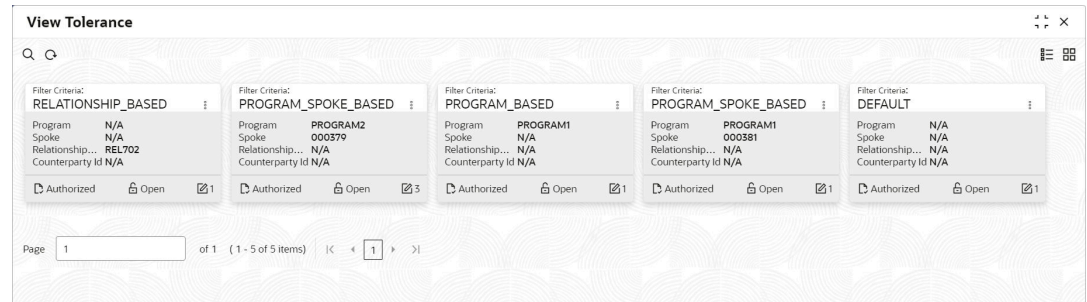 View Tolerance
Filter Criteria:
RELATIONSHIP_BASED
Program N/A
Spoke N/A
Relationship... REL702
Counterparty Id N/A
Authorized Open 1
Filter Criteria:
PROGRAM_SPOKE_BASED
Program PROGRAM2
Spoke 000379
Relationship... N/A
Counterparty Id N/A
Authorized Open 3
Filter Criteria:
PROGRAM_BASED
Program PROGRAM1
Spoke N/A
Relationship... N/A
Counterparty Id N/A
Authorized Open 1
Filter Criteria:
PROGRAM_SPOKE_BASED
Program PROGRAM1
Spoke 000381
Relationship... N/A
Counterparty Id N/A
Authorized Open 1
Filter Criteria:
DEFAULT
Program N/A
Spoke N/A
Relationship... N/A
Counterparty Id N/A
Authorized Open 1
Page 1 of 1 (1 - 5 of 5 items) 1